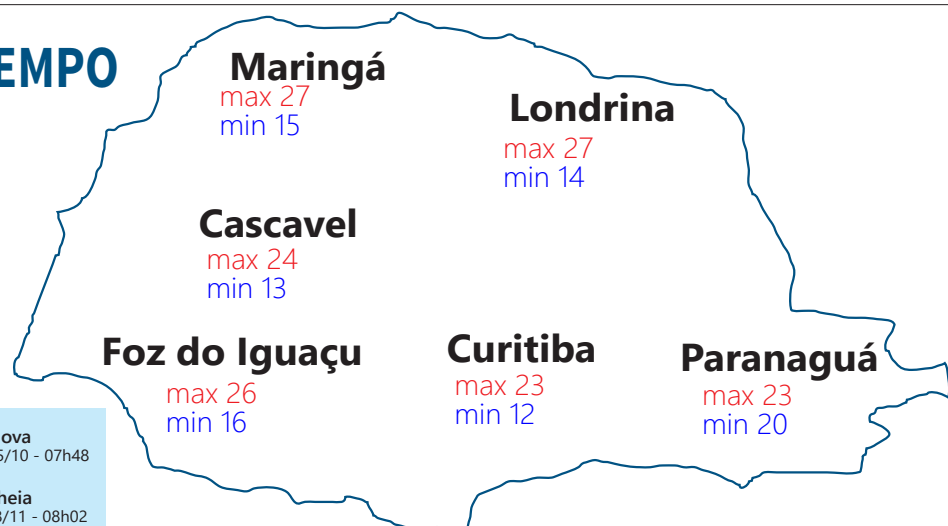 EMPO
Maringá
max 27
min 15
Londrina
max 27
min 14
Cascavel
max 24
min 13
Foz do Iguaçu
max 26
min 16
Curitiba
max 23
min 12
Paranaguá
max 23
min 20
ova
5/10 - 07h48
heia
/11 - 08h02